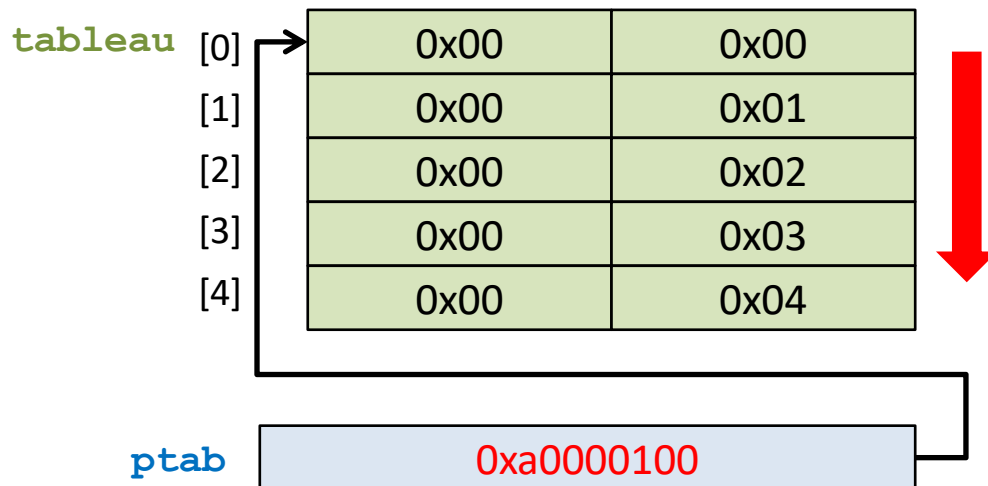 tableau [0] 0x00 0x00
[1] 0x00 0x01
[2] 0x00 0x02
[3] 0x00 0x03
[4] 0x00 0x04
ptab 0xa0000100